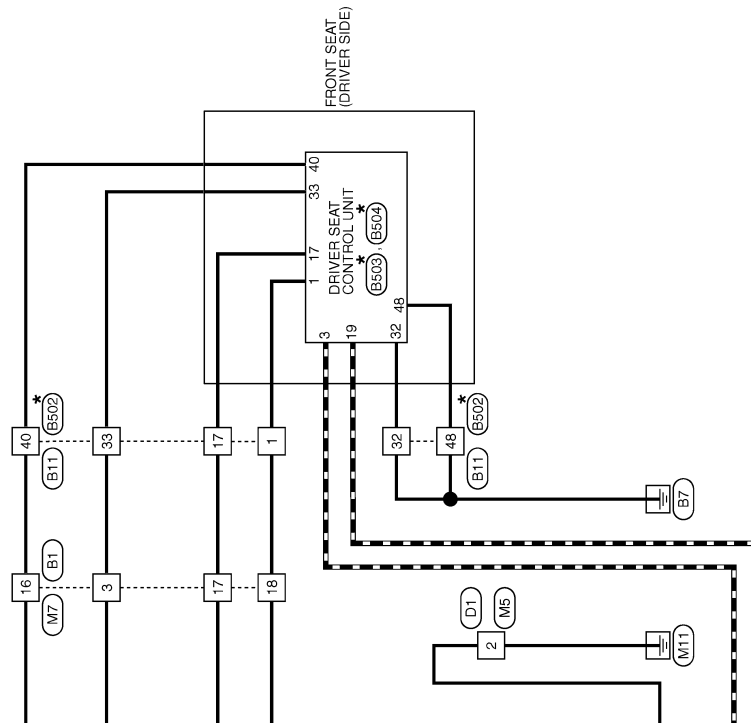 FRONT SEAT
(DRIVER SIDE)
40
33
17
1
DRIVER SEAT
CONTROL UNIT
* *
B503 , B504
48
3
19
32
*
B502
40
33
17
1
B11
*
B502
32
48
B11
B7
B1
16
3
17
18
M7
D1
M5
2
M11